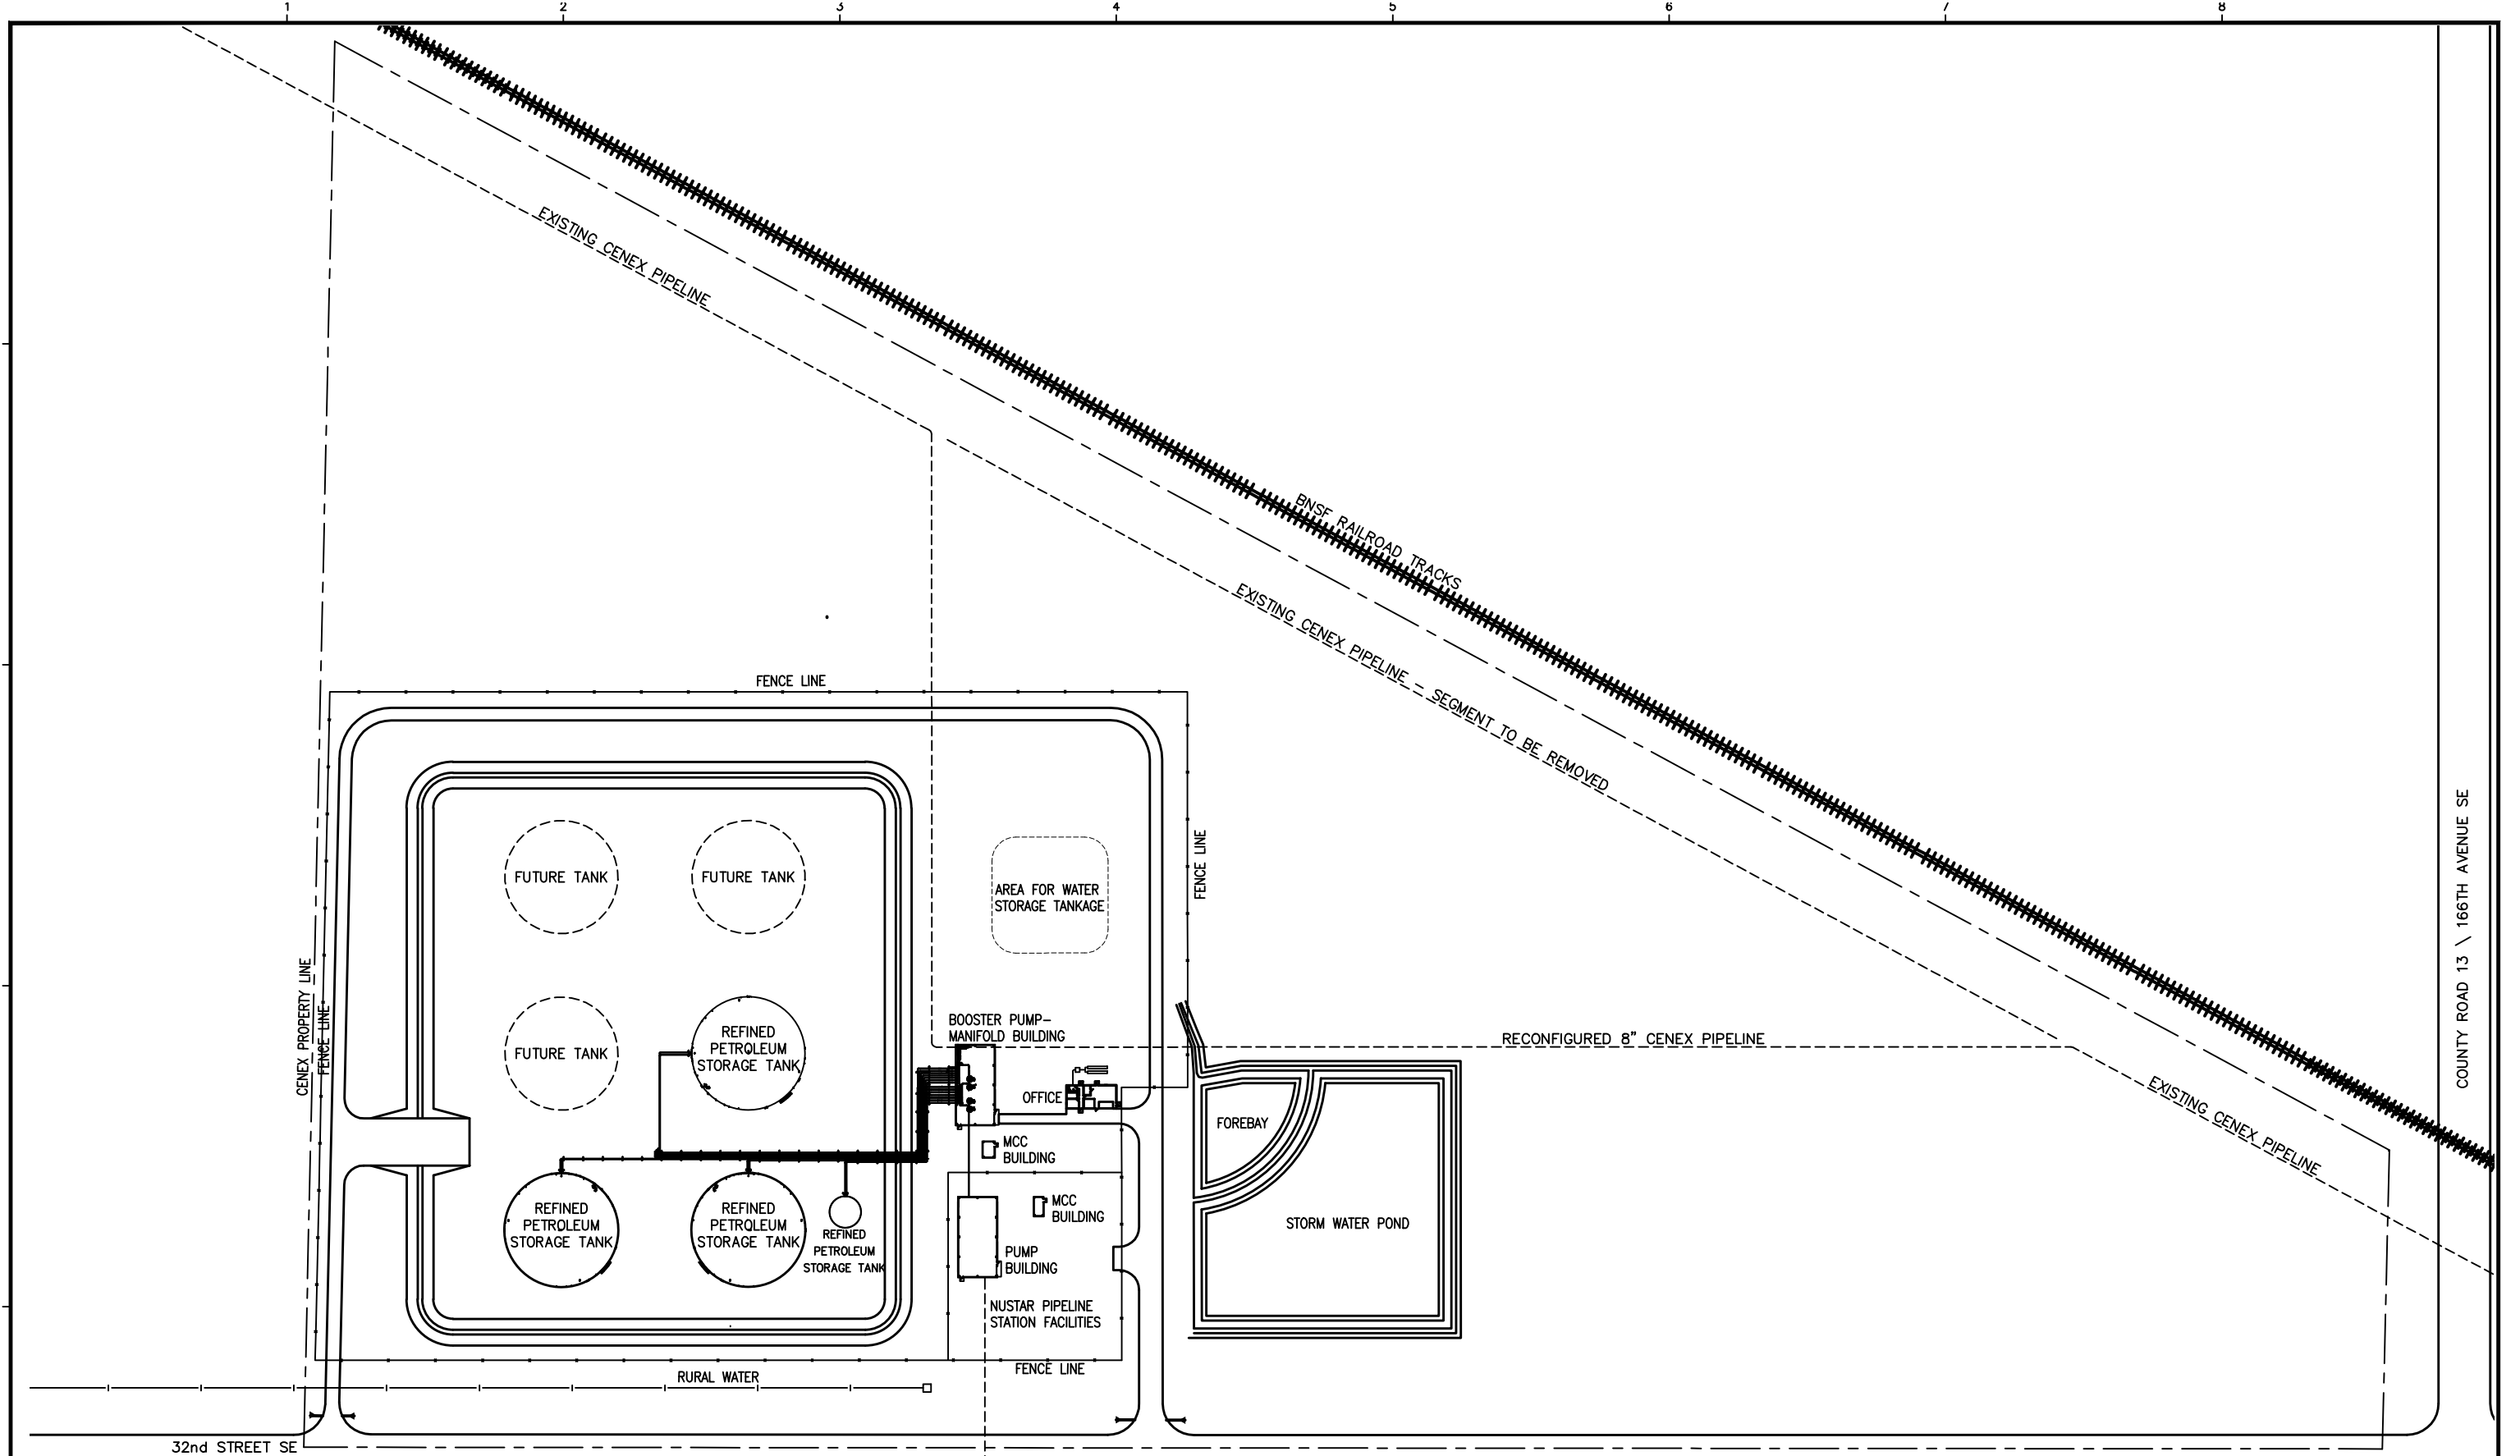 1 2 3 4 5 6 7 8
EXISTING CENEX PIPELINE
BNSF RAILROAD TRACKS
EXISTING CENEX PIPELINE - SEGMENT TO BE REMOVED
FENCE LINE
COUNTY ROAD 13 \ 166TH AVENUE SE
FENCE LINE
FUTURE TANK
FUTURE TANK
AREA FOR WATER
STORAGE TANKAGE
CENEX PROPERTY LINE
FENCE LINE
FUTURE TANK
REFINED
PETROLEUM
STORAGE TANK
BOOSTER PUMP-
MANIFOLD BUILDING
RECONFIGURED 8" CENEX PIPELINE
EXISTING CENEX PIPELINE
OFFICE
FOREBAY
MCC
BUILDING
REFINED
PETROLEUM
STORAGE TANK
REFINED
PETROLEUM
STORAGE TANK
REFINED
PETROLEUM
STORAGE TANK
MCC
BUILDING
STORM WATER POND
PUMP
BUILDING
NUSTAR PIPELINE
STATION FACILITIES
FENCE LINE
RURAL WATER
32nd STREET SE